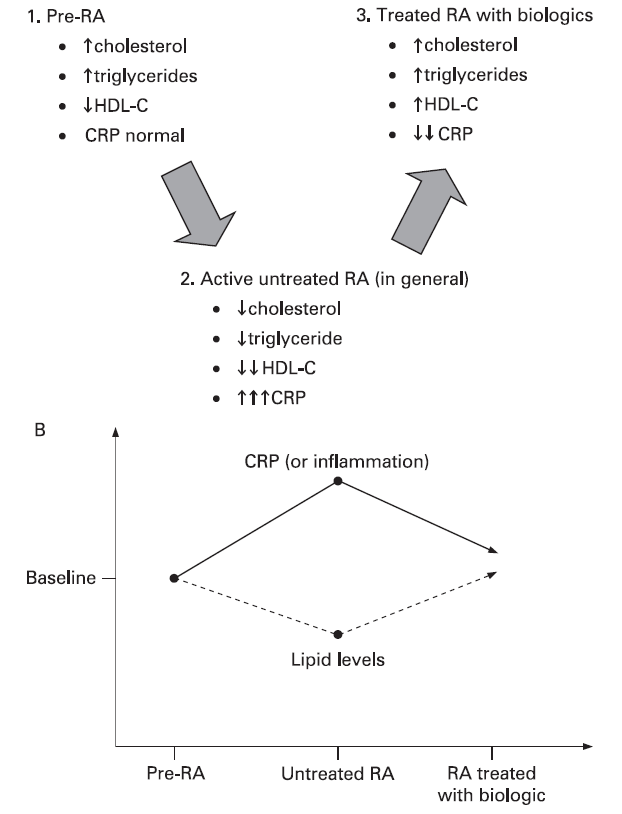 1. Pre-RA
• ↑cholesterol
• ↑triglycerides
• ↓HDL-C
• CRP normal
3. Treated RA with biologics
• ↑cholesterol
• ↑triglycerides
• ↑HDL-C
• ↓↓CRP
2. Active untreated RA (in general)
• ↓cholesterol
• ↓triglyceride
• ↓↓HDL-C
• ↑↑↑CRP
B
CRP (or inflammation)
Baseline
Lipid levels
Pre-RA
Untreated RA
RA treated
with biologic